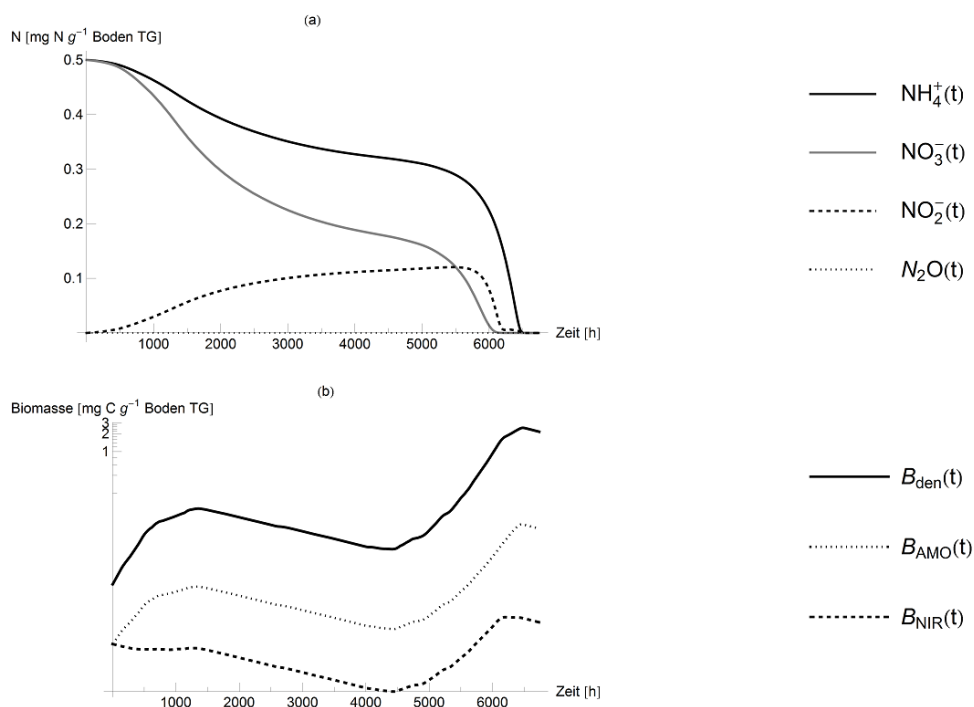 (a)
N [mg N g⁻¹ Boden TG]
0.5
0.4
0.3
0.2
0.1
1000 2000 3000 4000 5000 6000 Zeit [h]
NH₄⁺(t)
NO₃⁻(t)
NO₂⁻(t)
N₂O(t)
(b)
Biomasse [mg C g⁻¹ Boden TG]
3
2
1
1000 2000 3000 4000 5000 6000 Zeit [h]
B_den(t)
B_AMO(t)
B_NIR(t)